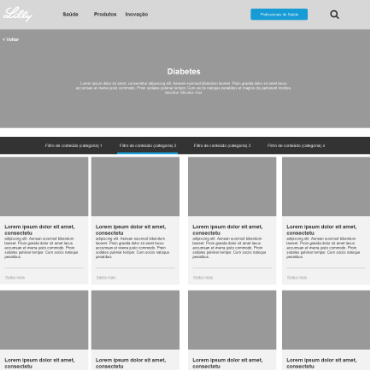 Lilly
Saúde Produtos Inovação Profissionais de Saúde
< Voltar
Diabetes
Lorem ipsum dolor sit amet, consectetur adipiscing elit. Aenean euismod bibendum laoreet. Proin gravida dolor sit amet lacus
accumsan et viverra justo commodo. Proin sodales pulvinar sic tempor. Cum sociis natoque penatibus et magnis dis parturient montes,
nascetur ridiculus mus
Filtro de conteúdo (categoria) 1 Filtro de conteúdo (categoria) 2 Filtro de conteúdo (categoria) 3 Filtro de conteúdo (categoria) 4
Lorem ipsum dolor sit amet,
consectetu
adipiscing elit. Aenean euismod bibendum
laoreet. Proin gravida dolor sit amet lacus
accumsan et viverra justo commodo. Proin
sodales pulvinar tempor. Cum sociis natoque
penatibus
Saiba mais
Lorem ipsum dolor sit amet,
consectetu
adipiscing elit. Aenean euismod bibendum
laoreet. Proin gravida dolor sit amet lacus
accumsan et viverra justo commodo. Proin
sodales pulvinar tempor. Cum sociis natoque
penatibus
Saiba mais
Lorem ipsum dolor sit amet,
consectetu
adipiscing elit. Aenean euismod bibendum
laoreet. Proin gravida dolor sit amet lacus
accumsan et viverra justo commodo. Proin
sodales pulvinar tempor. Cum sociis natoque
penatibus
Saiba mais
Lorem ipsum dolor sit amet,
consectetu
adipiscing elit. Aenean euismod bibendum
laoreet. Proin gravida dolor sit amet lacus
accumsan et viverra justo commodo. Proin
sodales pulvinar tempor. Cum sociis natoque
penatibus
Saiba mais
Lorem ipsum dolor sit amet,
consectetu
Lorem ipsum dolor sit amet,
consectetu
Lorem ipsum dolor sit amet,
consectetu
Lorem ipsum dolor sit amet,
consectetu